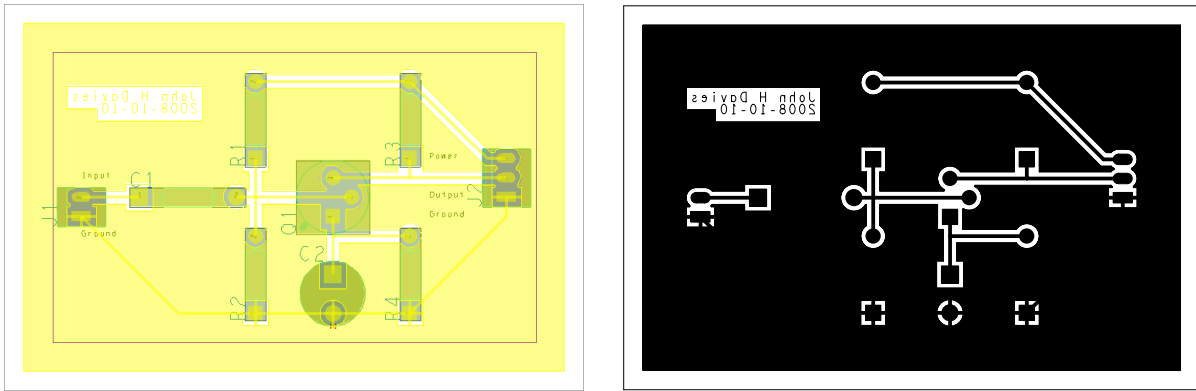 John H Davies
2008-10-10
R1
R3
Power
Input
C1
J1
Q1
Output
J2
Ground
Ground
C2
R2
R4
John H Davies
2008-10-10